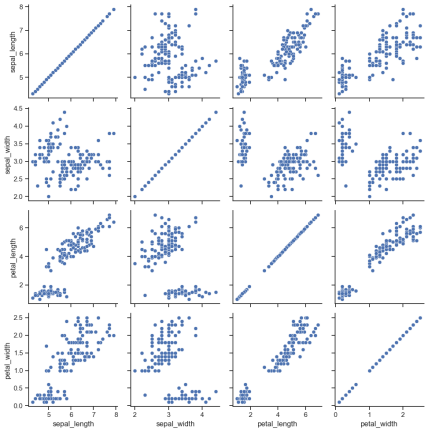 8
7
6
5
sepal_length
4.5
4.0
3.5
3.0
2.5
2.0
sepal_width
6
4
2
petal_length
2.5
2.0
1.5
1.0
0.5
0.0
petal_width
5 6 7 8
sepal_length
2 3 4
sepal_width
2 4 6
petal_length
0 1 2
petal_width